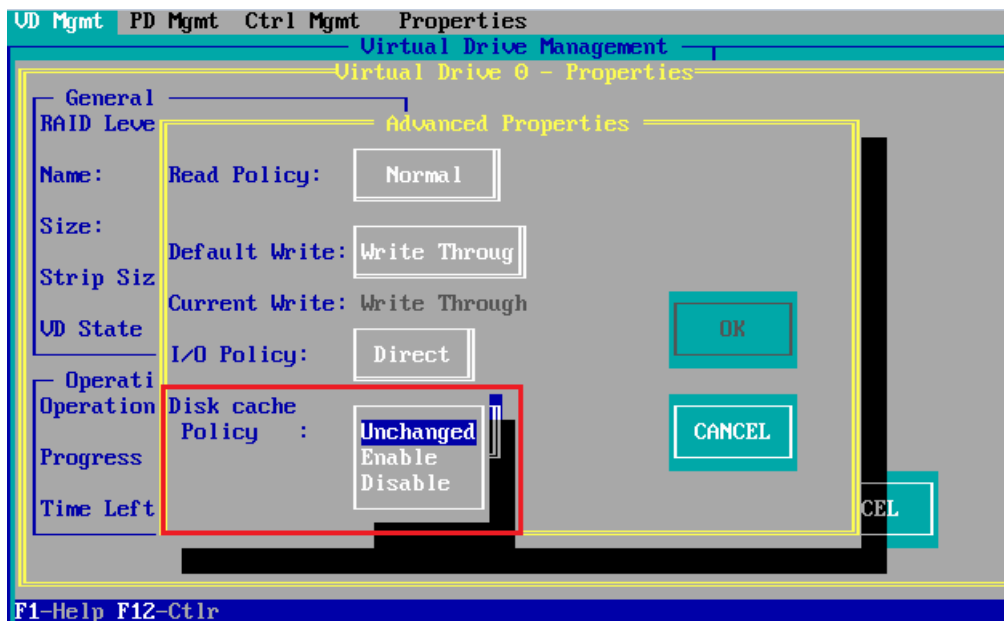 VD Mgmt PD Mgmt Ctrl Mgmt Properties
Virtual Drive Management
Virtual Drive 0 - Properties
General
RAID Leve
Advanced Properties
Name:
Read Policy: Normal
Size:
Default Write: Write Throug
Strip Siz
Current Write: Write Through
VD State
OK
I/O Policy: Direct
Operati
Operation
Disk cache
Policy :
Unchanged
Enable
Disable
CANCEL
Progress
Time Left
CEL
F1-Help F12-Ctlr